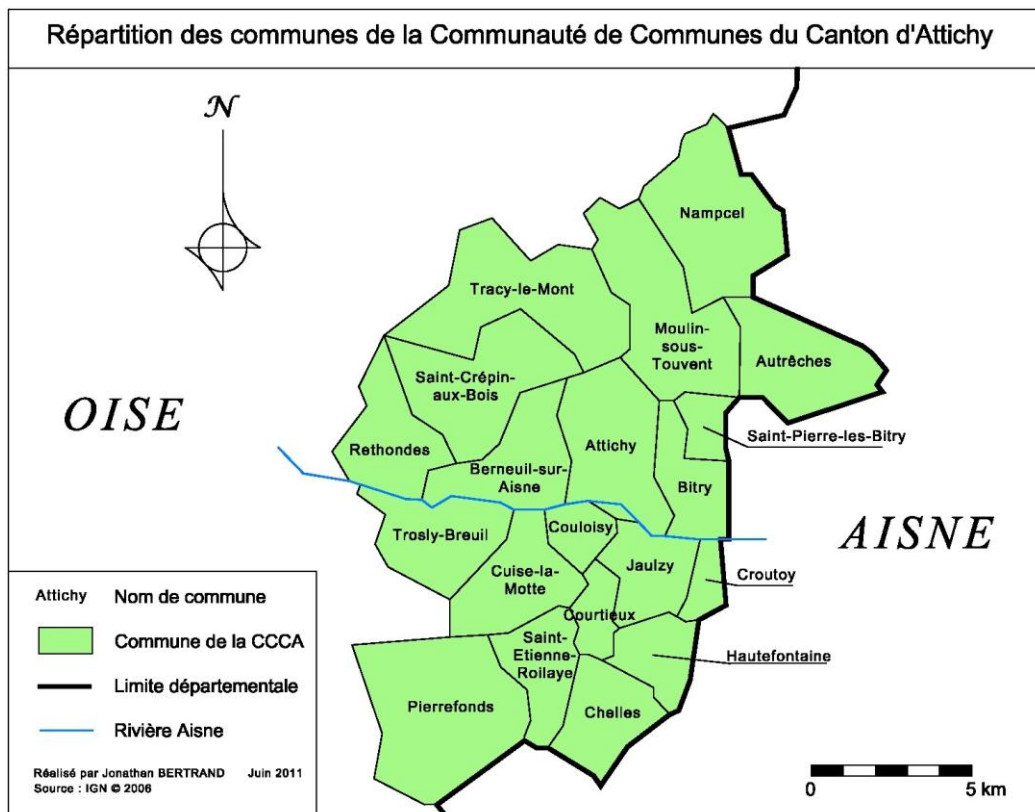 Répartition des communes de la Communauté de Communes du Canton d'Attichy
N
Nampcel
Tracy-le-Mont
Moulin-
sous-
Touvent
Autrêches
Saint-Crépin-
aux-Bois
OISE
Saint-Pierre-les-Bitry
Attichy
Rethondes
Berneuil-sur-
Aisne
Bitry
AISNE
Trosly-Breuil
Couloisy
Cuise-la-
Motte
Jaulzy
Croutoy
Courtieux
Saint-
Etienne-
Roilaye
Hautefontaine
Pierrefonds
Chelles
Attichy Nom de commune
Commune de la CCCA
Limite départementale
Rivière Aisne
Réalisé par Jonathan BERTRAND Juin 2011
Source : IGN © 2006
0 5 km